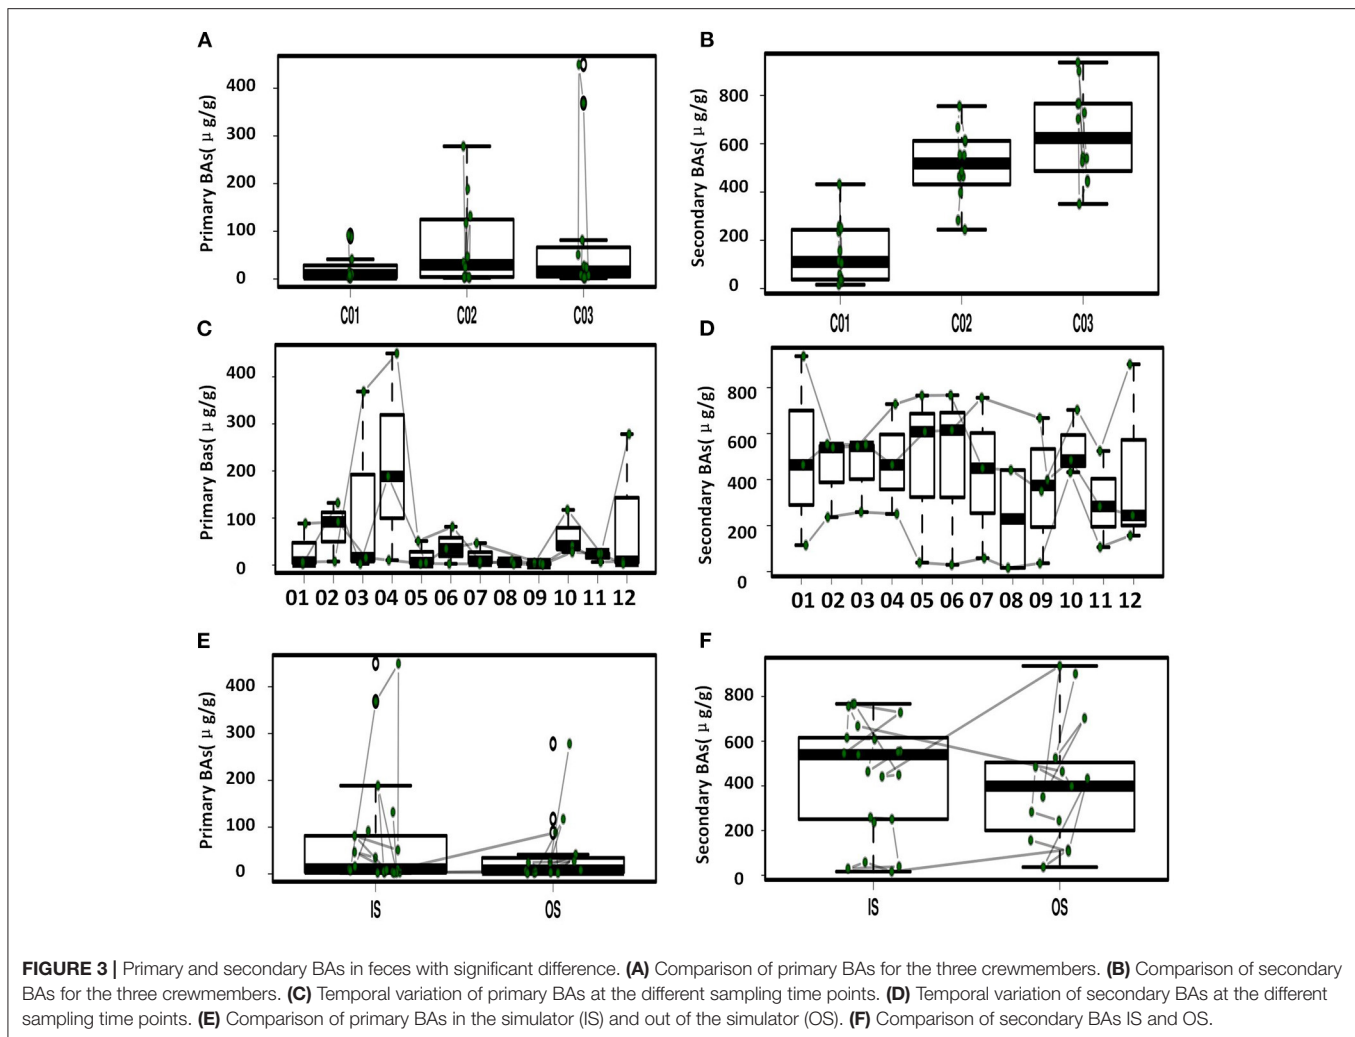 A
Primary BAs( μ g/g)
400
300
200
100
0
C01 C02 C03
B
Secondary BAs( μ g/g)
800
600
400
200
0
C01 C02 C03
C
Primary Bas( μ g/g)
400
300
200
100
0
01 02 03 04 05 06 07 08 09 10 11 12
D
Secondary BAs( μ g/g)
800
600
400
200
0
01 02 03 04 05 06 07 08 09 10 11 12
E
Primary BAs( μ g/g)
400
300
200
100
0
IS OS
F
Secondary BAs( μ g/g)
800
600
400
200
0
IS OS
FIGURE 3 | Primary and secondary BAs in feces with significant difference. (A) Comparison of primary BAs for the three crewmembers. (B) Comparison of secondary
BAs for the three crewmembers. (C) Temporal variation of primary BAs at the different sampling time points. (D) Temporal variation of secondary BAs at the different
sampling time points. (E) Comparison of primary BAs in the simulator (IS) and out of the simulator (OS). (F) Comparison of secondary BAs IS and OS.